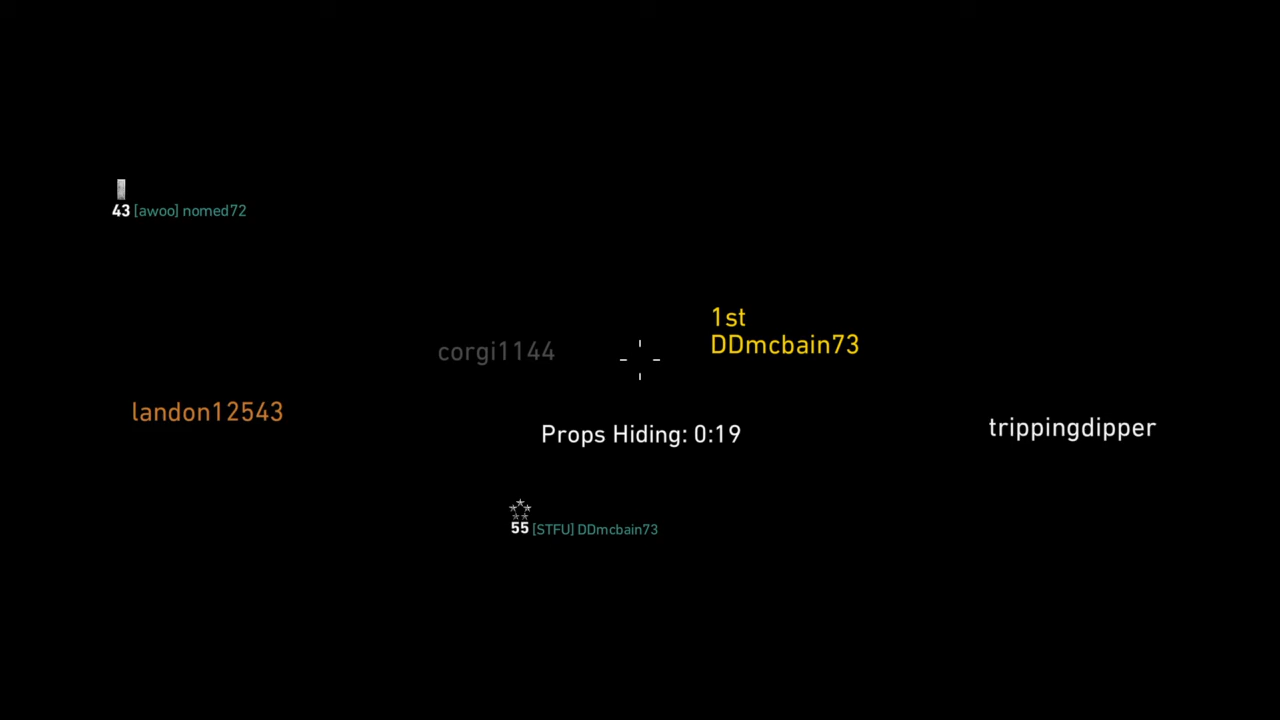 43 [awoo] nomed72
1st
DDmcbain73
corgi1144
landon12543
trippingdipper
Props Hiding: 0:19
55 [STFU] DDmcbain73